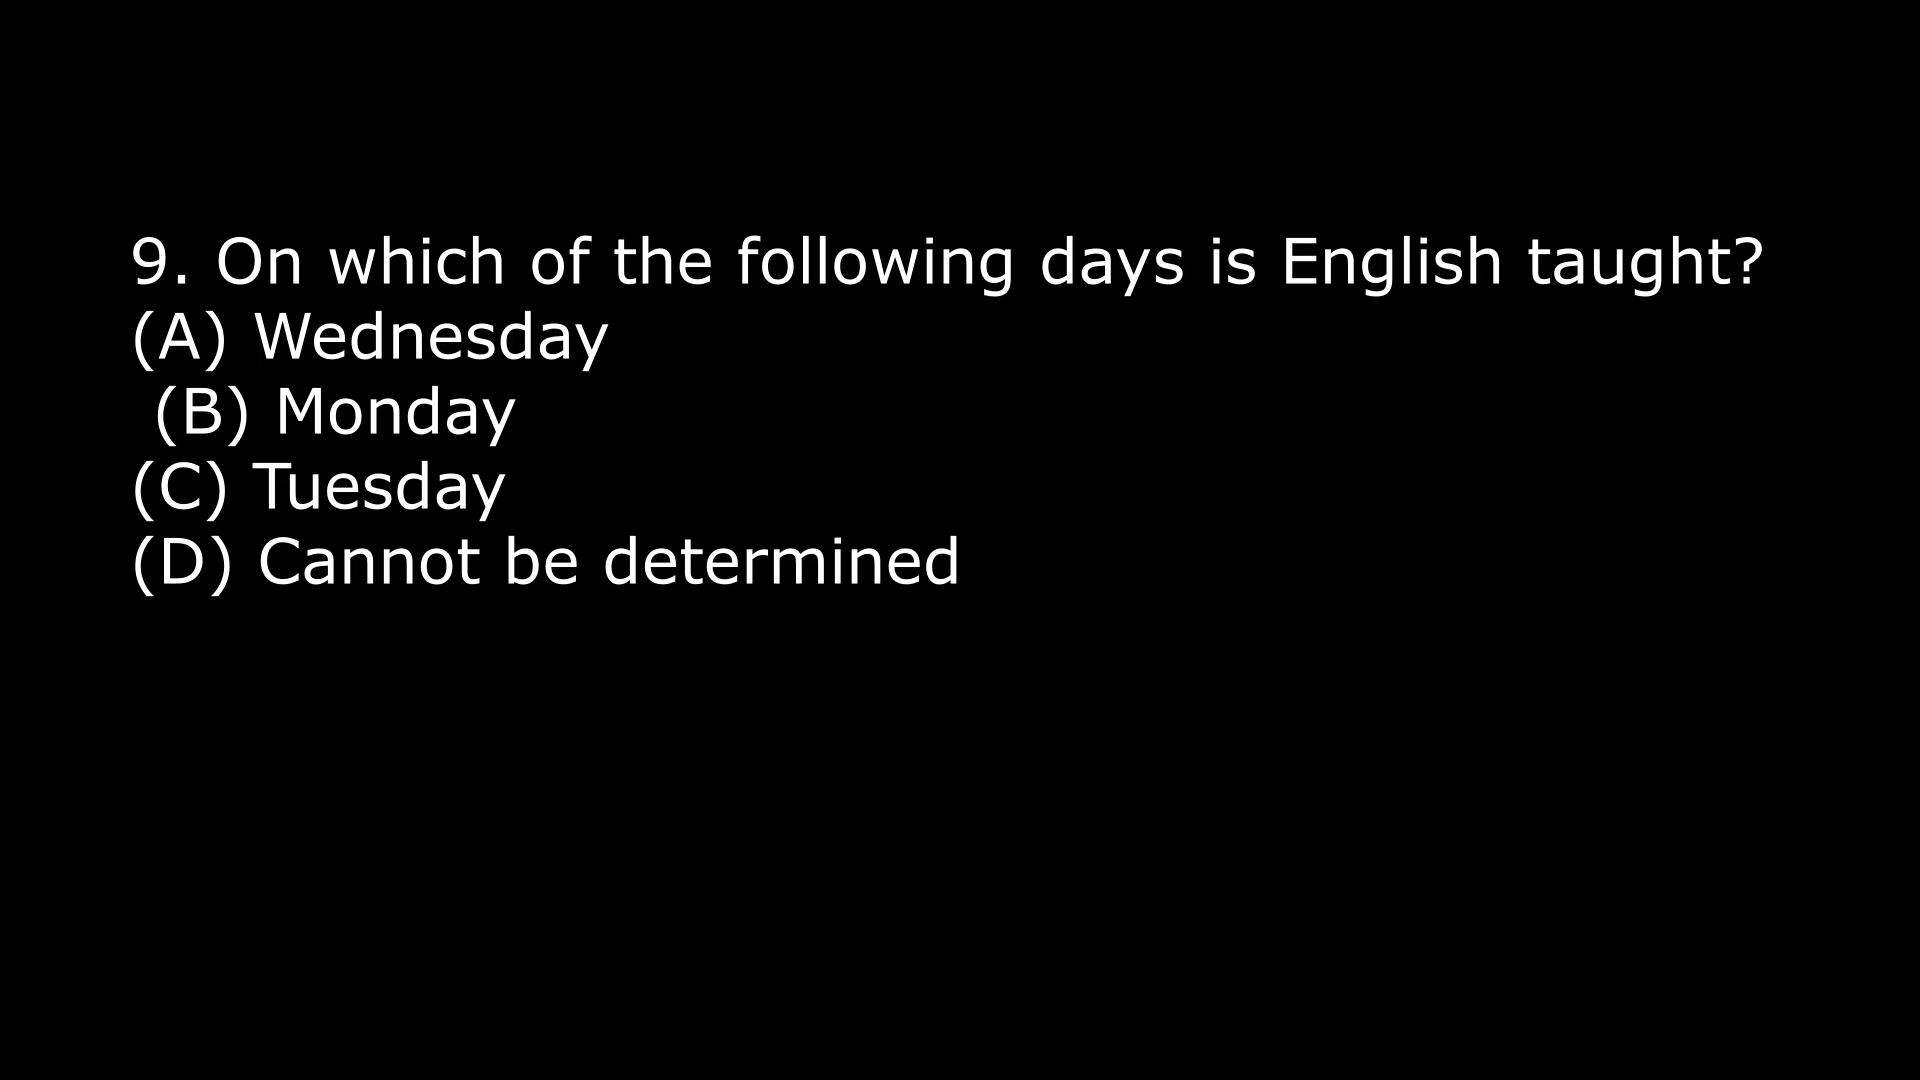 9. On which of the following days is English taught?
(A) Wednesday
(B) Monday
(C) Tuesday
(D) Cannot be determined